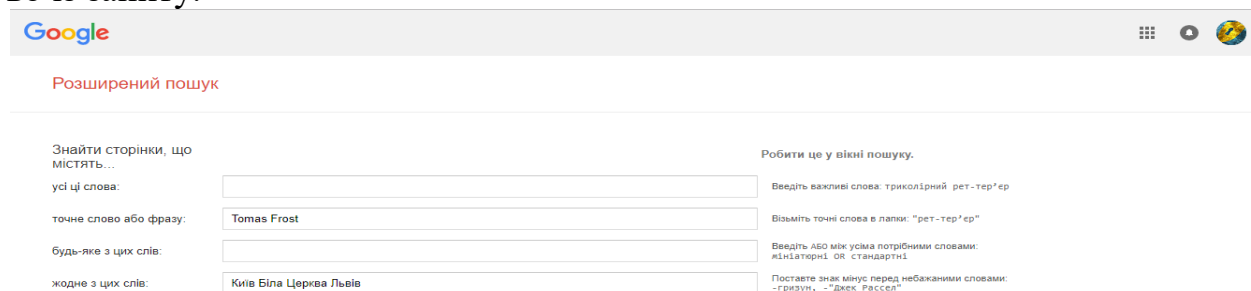 Google
Розширений пошук
Знайти сторінки, що
містять...
Робити це у вікні пошуку.
усі ці слова:
Введіть важливі слова: триколірний рет-тер'єр
точне слово або фразу:
Tomas Frost
Візьміть точні слова в лапки: "рет-тер'єр"
будь-яке з цих слів:
Введіть АБО між усіма потрібними словами:
мініатюрні OR стандартні
жодне з цих слів:
Київ Біла Церква Львів
Поставте знак мінус перед небажаними словами:
-гризун, -"Джек Рассел"